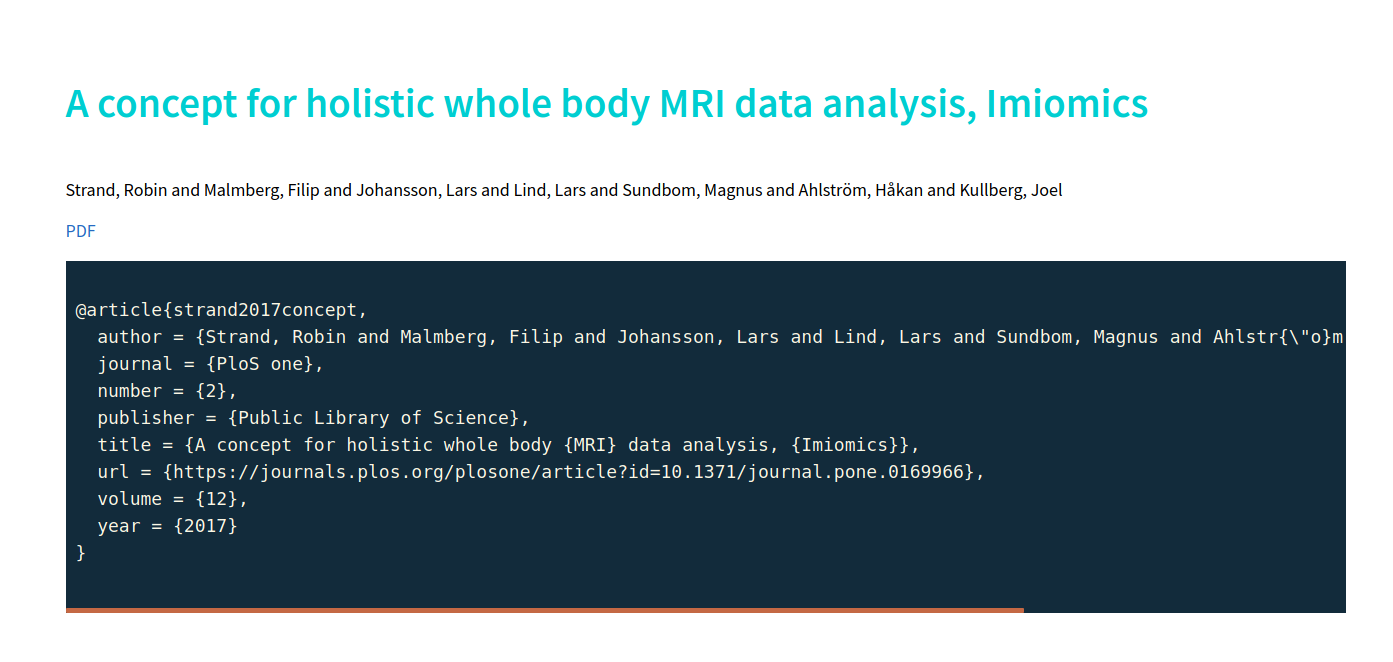 A concept for holistic whole body MRI data analysis, Imiomics
Strand, Robin and Malmberg, Filip and Johansson, Lars and Lind, Lars and Sundbom, Magnus and Ahlström, Håkan and Kullberg, Joel
PDF
@article{strand2017concept,
  author = {Strand, Robin and Malmberg, Filip and Johansson, Lars and Lind, Lars and Sundbom, Magnus and Ahlstr{\"o}m
  journal = {PloS one},
  number = {2},
  publisher = {Public Library of Science},
  title = {A concept for holistic whole body {MRI} data analysis, {Imiomics}},
  url = {https://journals.plos.org/plosone/article?id=10.1371/journal.pone.0169966},
  volume = {12},
  year = {2017}
}